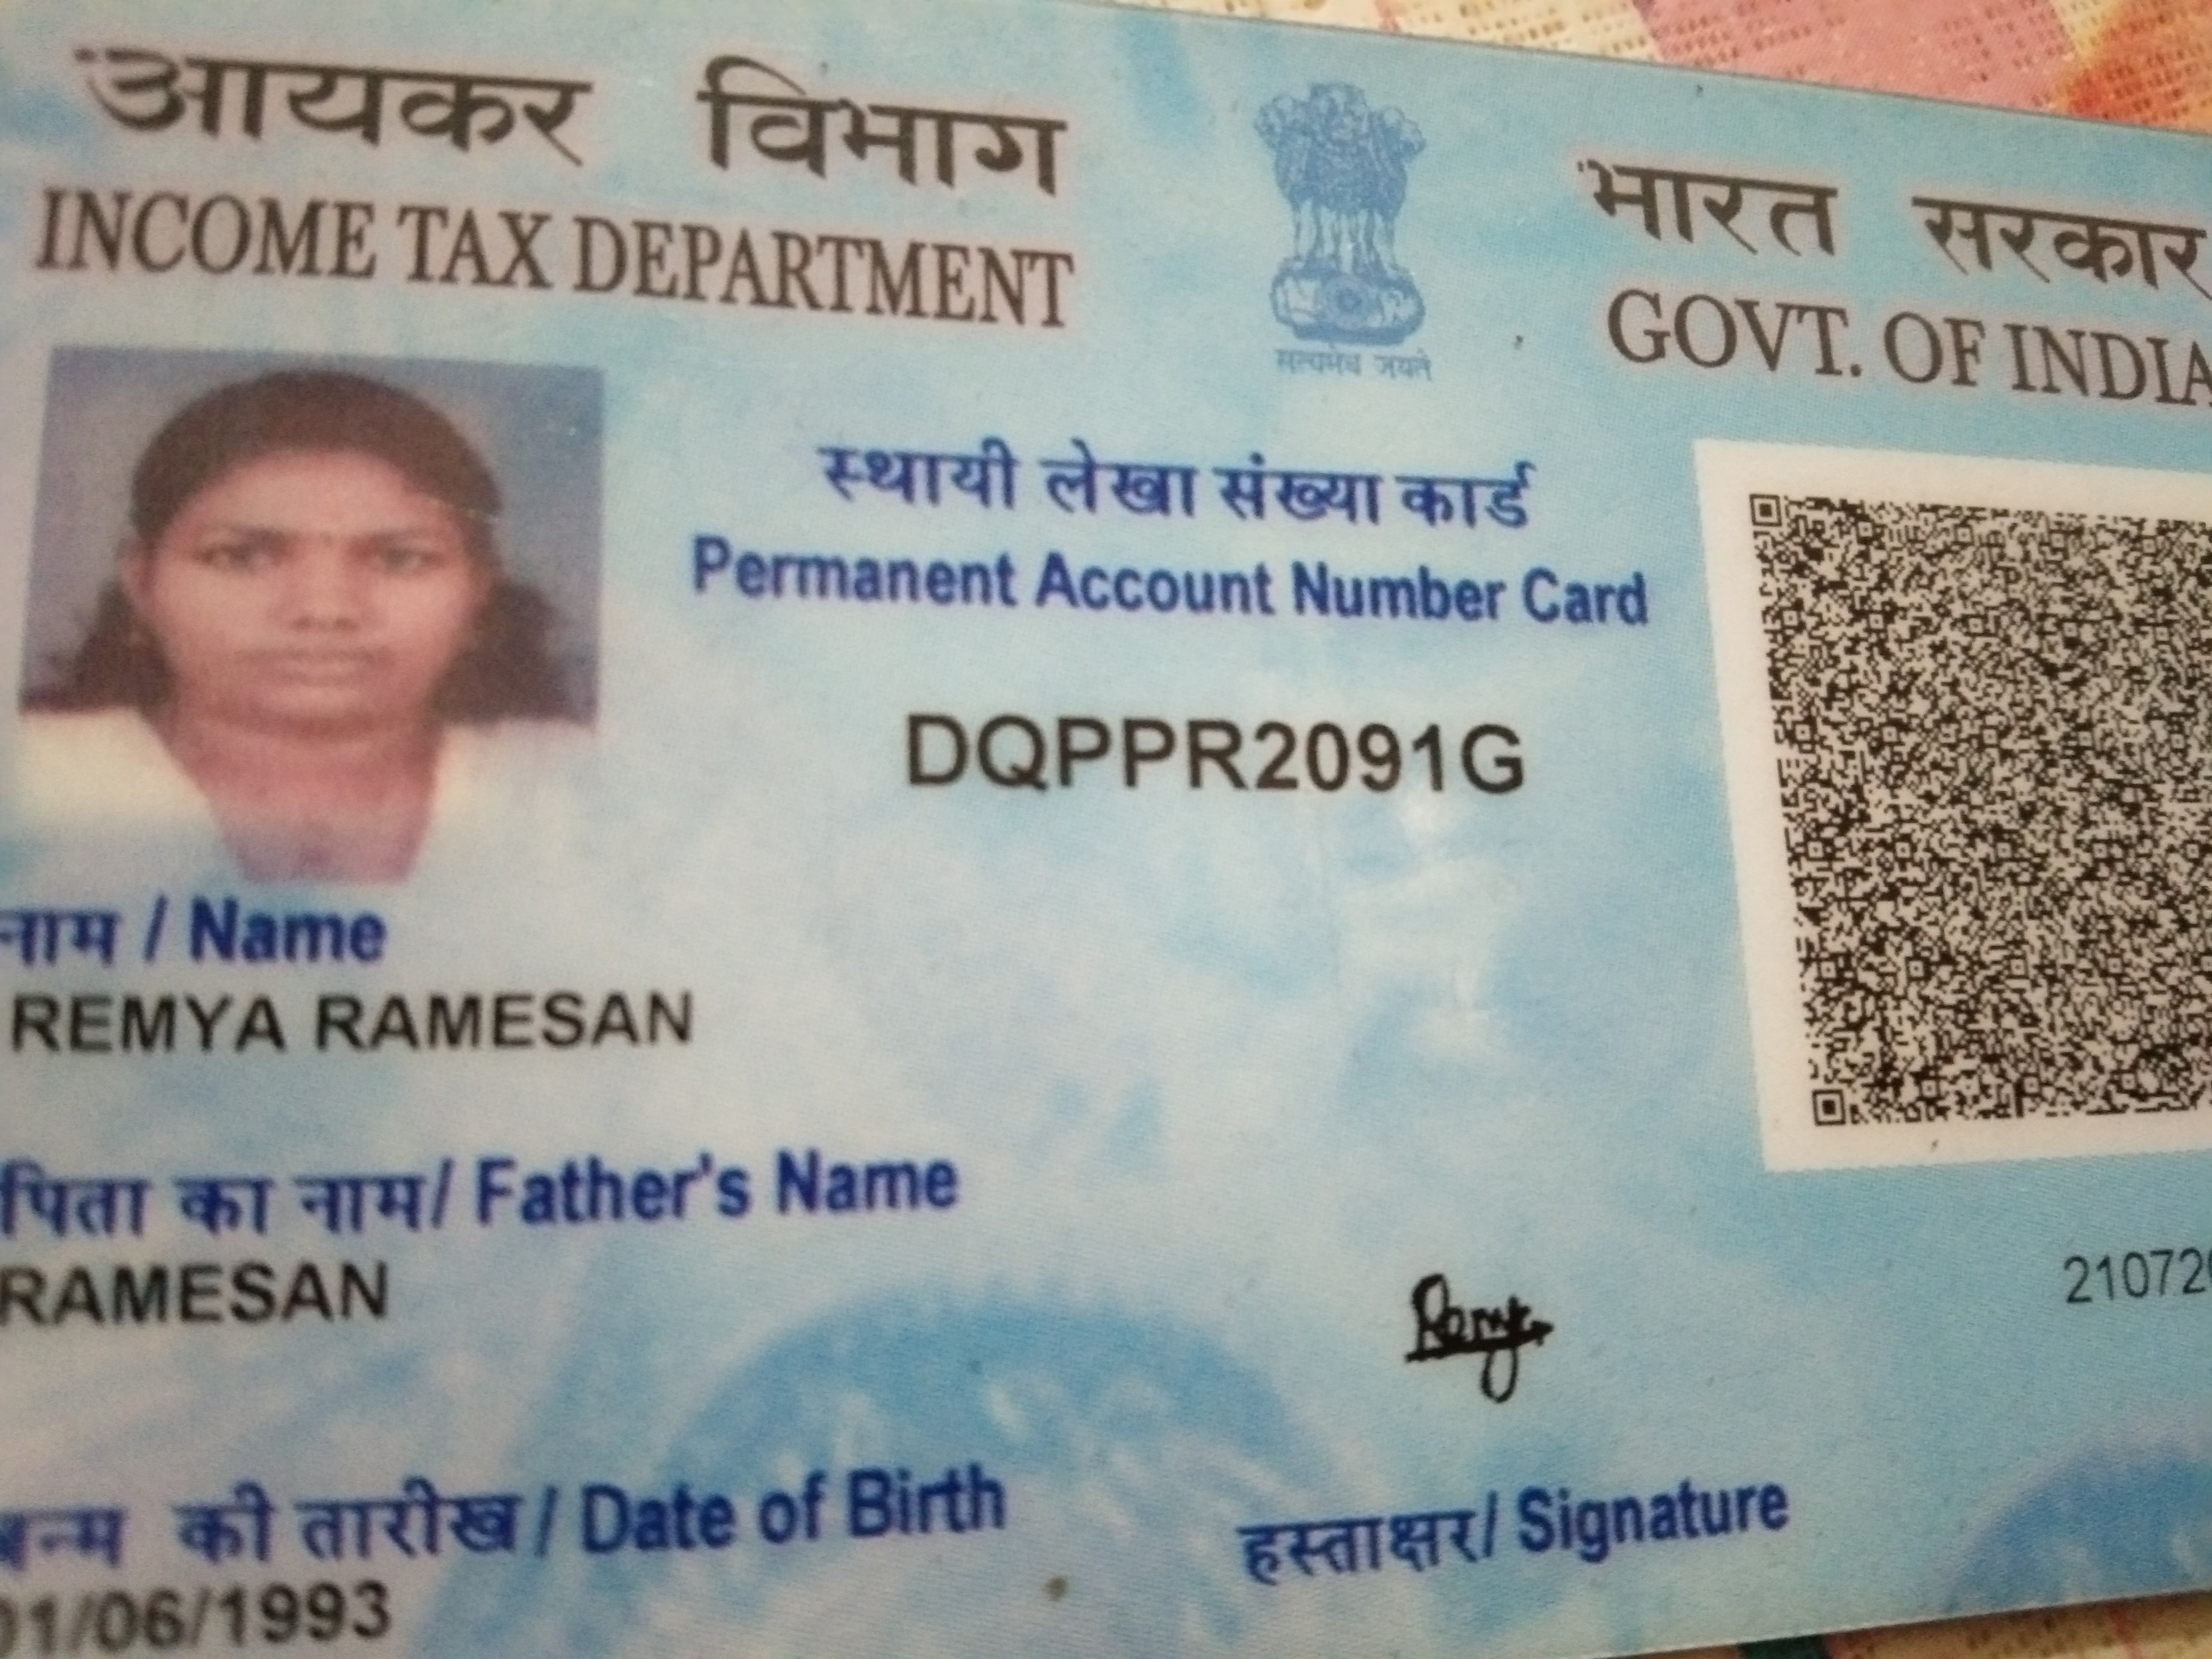 आयकर विभाग
INCOME TAX DEPARTMENT
सत्यमेव जयते
भारत सरकार
GOVT. OF INDIA
स्थायी लेखा संख्या कार्ड
Permanent Account Number Card
DQPPR2091G
नाम / Name
REMYA RAMESAN
पिता का नाम/ Father's Name
RAMESAN
21072
जन्म की तारीख / Date of Birth
01/06/1993
Remya
हस्ताक्षर/ Signature